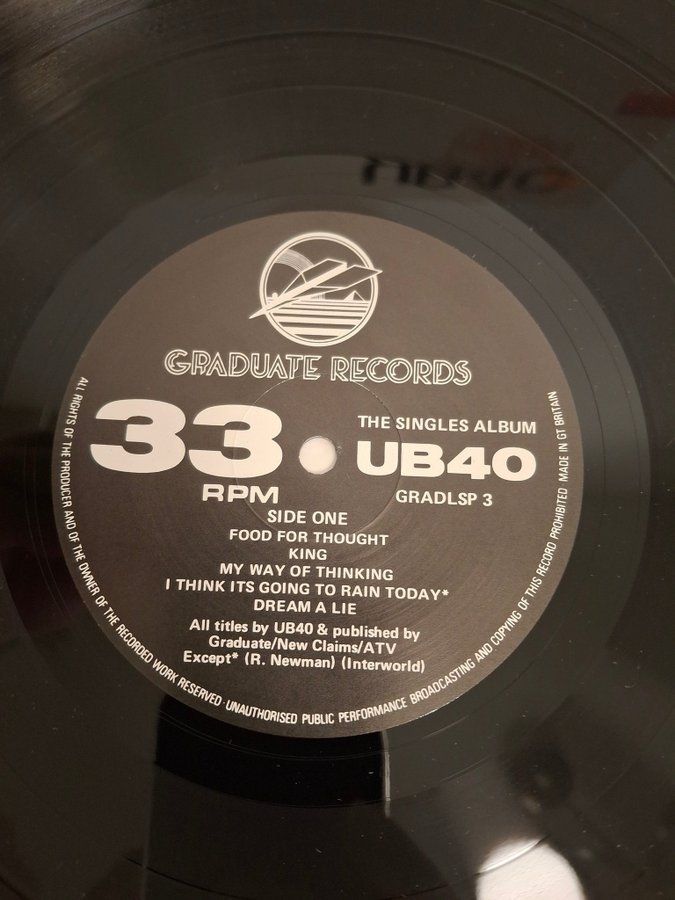 UB40
GRADUATE RECORDS
33
RPM
THE SINGLES ALBUM
UB40
GRADLSP 3
SIDE ONE
FOOD FOR THOUGHT
KING
MY WAY OF THINKING
I THINK ITS GOING TO RAIN TODAY*
DREAM A LIE
All titles by UB40 & published by
Graduate/New Claims/ATV
Except* (R. Newman) (Interworld)
ALL RIGHTS OF THE PRODUCER AND OF THE OWNER OF THE RECORDED WORK RESERVED · UNAUTHORISED PUBLIC PERFORMANCE BROADCASTING AND COPYING OF THIS RECORD PROHIBITED MADE IN GT BRITAIN